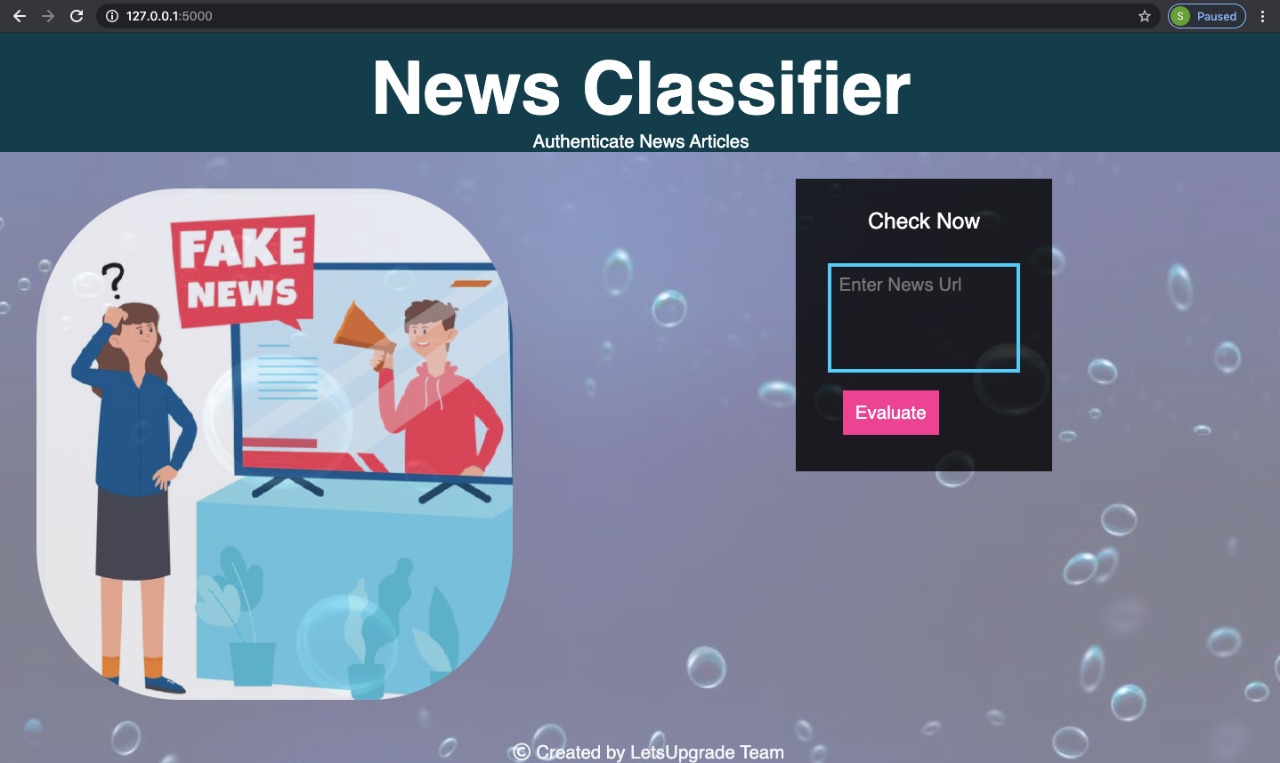 127.0.0.1:5000
S Paused
News Classifier
Authenticate News Articles
FAKE
NEWS
?
Check Now
Enter News Url
Evaluate
© Created by LetsUpgrade Team